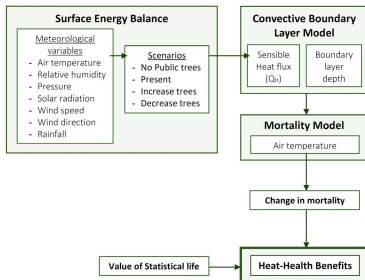 Surface Energy Balance
Meteorological
variables
- Air temperature
- Relative humidity
- Pressure
- Solar radiation
- Wind speed
- Wind direction
- Rainfall
Scenarios
- No Public trees
- Present
- Increase trees
- Decrease trees
Convective Boundary
Layer Model
Sensible
Heat flux
(QH)
Boundary
layer
depth
Mortality Model
Air temperature
Change in mortality
Value of Statistical life
Heat-Health Benefits